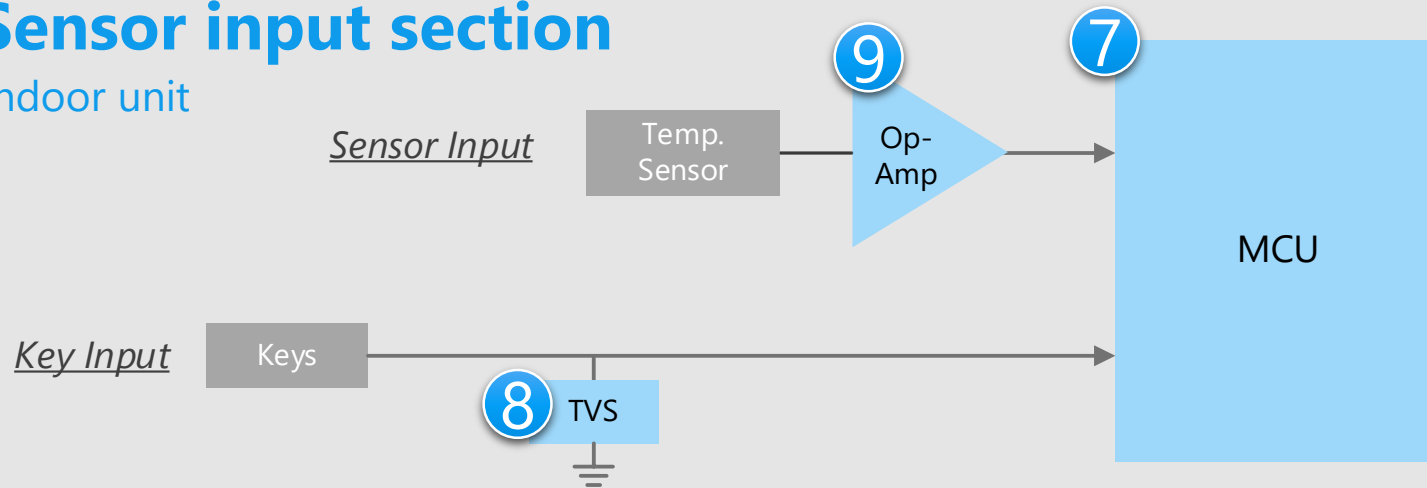 Sensor input section
ndoor unit
9
7
Sensor Input
Temp.
Sensor
Op-
Amp
MCU
Key Input
Keys
8
TVS